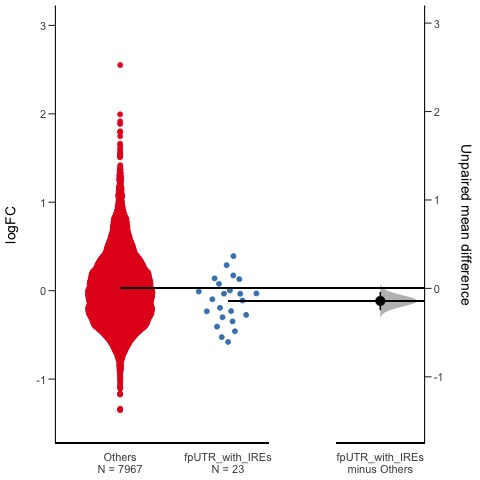 3
2
1
0
-1
logFC
3
2
1
0
-1
Unpaired mean difference
Others
N = 7967
fpUTR_with_IREs
N = 23
fpUTR_with_IREs
minus Others